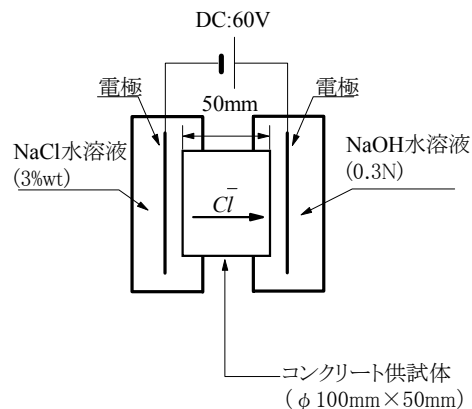 DC:60V
電極
50mm
電極
NaCl水溶液
(3%wt)
NaOH水溶液
(0.3N)
Cl⁻
コンクリート供試体
(φ100mm×50mm)